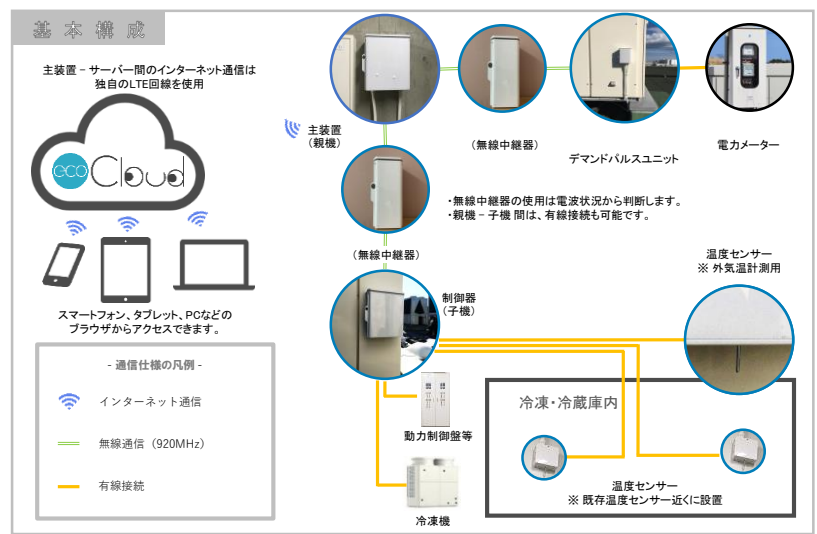 基本構成
主装置 − サーバー間のインターネット通信は
独自のLTE回線を使用
eco Cloud
スマートフォン、タブレット、PCなどの
ブラウザからアクセスできます。
- 通信仕様の凡例 -
インターネット通信
無線通信（920MHz）
有線接続
主装置
（親機）
（無線中継器）
デマンドパルスユニット
電力メーター
・無線中継器の使用は電波状況から判断します。
・親機 − 子機 間は、有線接続も可能です。
（無線中継器）
制御器
（子機）
温度センサー
※ 外気温計測用
動力制御盤等
冷凍機
冷凍・冷蔵庫内
温度センサー
※ 既存温度センサー近くに設置